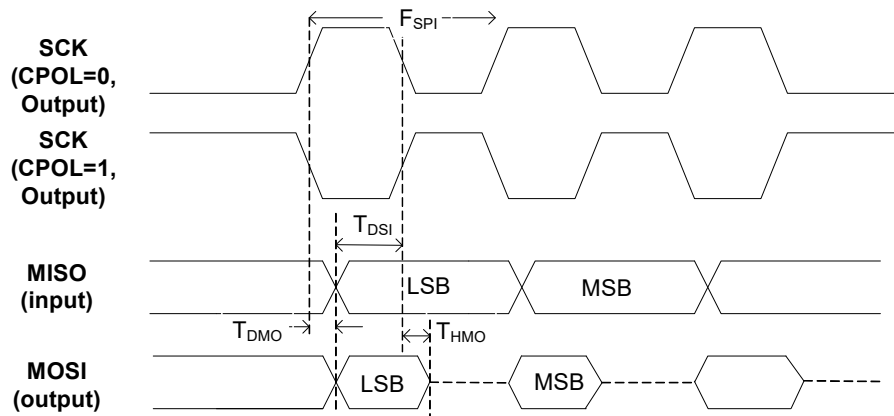 F_SPI
SCK
(CPOL=0,
Output)
SCK
(CPOL=1,
Output)
T_DSI
MISO
(input)
LSB
MSB
T_DMO
T_HMO
MOSI
(output)
LSB
MSB